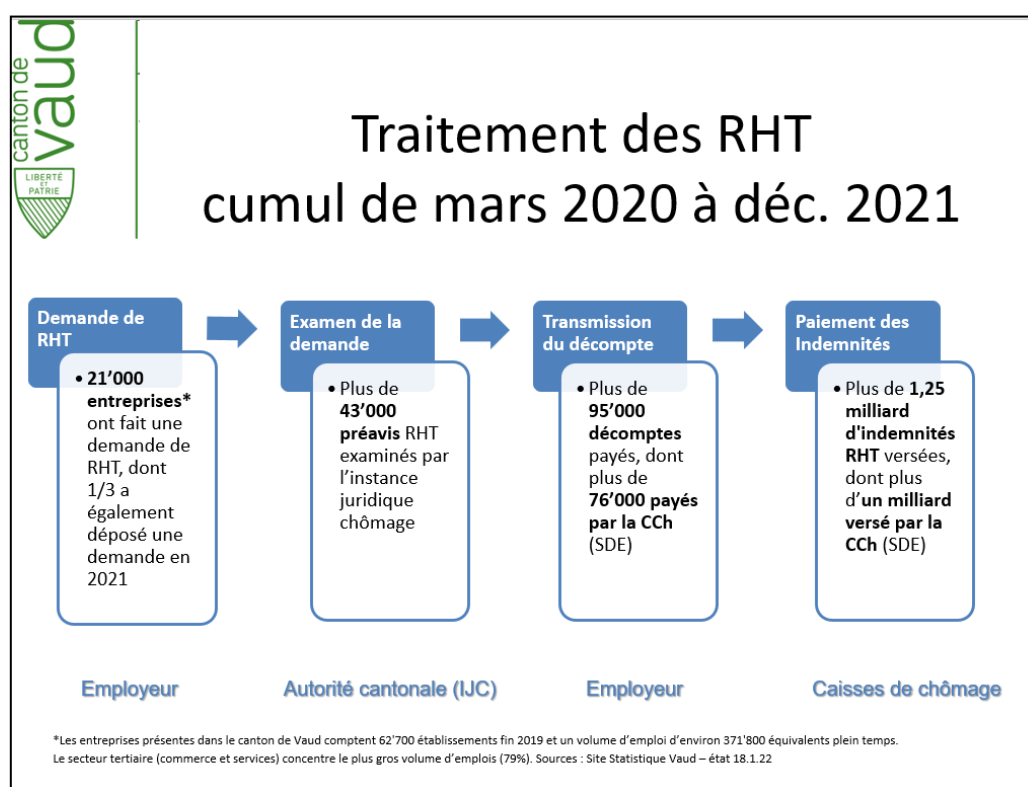 canton de
vaud
LIBERTÉ
ET
PATRIE
Traitement des RHT
cumul de mars 2020 à déc. 2021
Demande de
RHT
• 21’000
entreprises*
ont fait une
demande de
RHT, dont
1/3 a
également
déposé une
demande en
2021
Employeur
Examen de la
demande
• Plus de
43’000
préavis RHT
examinés par
l’instance
juridique
chômage
Autorité cantonale (IJC)
Transmission
du décompte
• Plus de
95’000
décomptes
payés, dont
plus de
76’000 payés
par la CCh
(SDE)
Employeur
Paiement des
Indemnités
• Plus de 1,25
milliard
d'indemnités
RHT versées,
dont plus
d’un milliard
versé par la
CCh (SDE)
Caisses de chômage
*Les entreprises présentes dans le canton de Vaud comptent 62'700 établissements fin 2019 et un volume d’emploi d’environ 371'800 équivalents plein temps.
Le secteur tertiaire (commerce et services) concentre le plus gros volume d’emplois (79%). Sources : Site Statistique Vaud – état 18.1.22